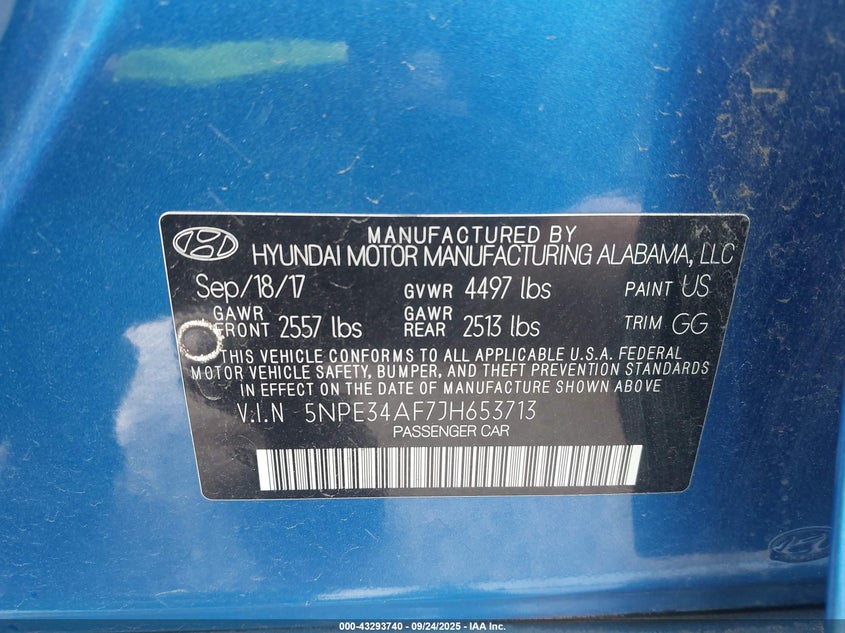 MANUFACTURED BY
HYUNDAI MOTOR MANUFACTURING ALABAMA, LLC
Sep/18/17 GVWR 4497 lbs PAINT US
GAWR FRONT 2557 lbs GAWR REAR 2513 lbs TRIM GG
THIS VEHICLE CONFORMS TO ALL APPLICABLE U.S.A. FEDERAL
MOTOR VEHICLE SAFETY, BUMPER, AND THEFT PREVENTION STANDARDS
IN EFFECT ON THE DATE OF MANUFACTURE SHOWN ABOVE
V.I.N 5NPE34AF7JH653713
PASSENGER CAR
000-43293740 - 09/24/2025 - IAA Inc.